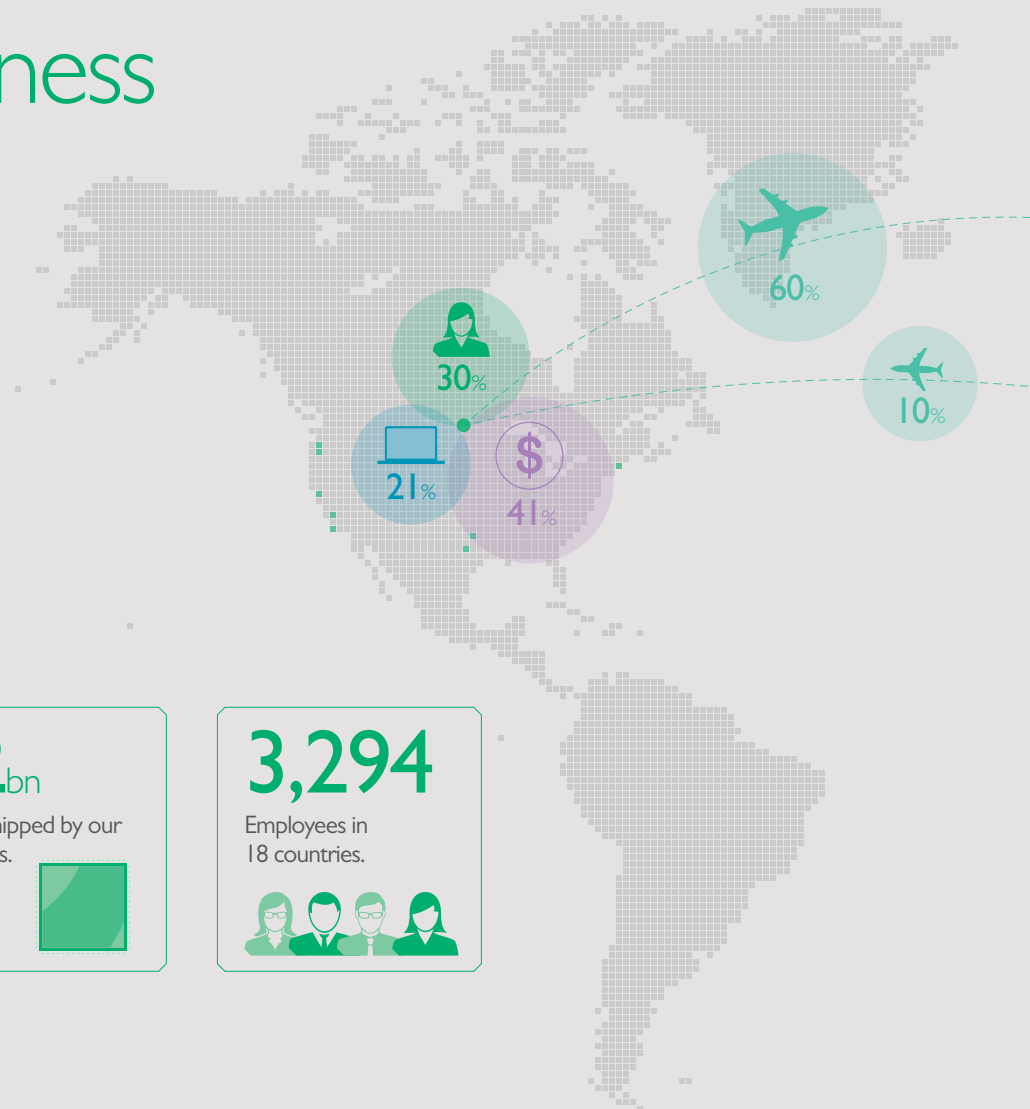 ness
60%
30%
10%
21%
$
41%
bn
3,294
hipped by our
Employees in
s.
18 countries.